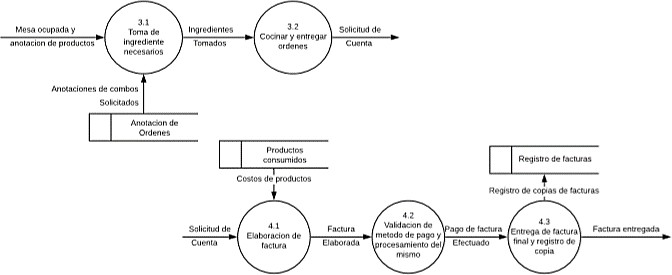 Mesa ocupada y
anotacion de productos
3.1
Toma de
ingrediente
necesarios
Ingredientes
Tomados
3.2
Cocinar y entregar
ordenes
Solicitud de
Cuenta
Anotaciones de combos
Solicitados
Anotacion de
Ordenes
Productos
consumidos
Costos de productos
Registro de facturas
Registro de copias de facturas
Solicitud de
Cuenta
4.1
Elaboracion de
factura
Factura
Elaborada
4.2
Validacion de
metodo de pago y
procesamiento del
mismo
Pago de factura
Efectuado
4.3
Entrega de factura
final y registro de
copia
Factura entregada